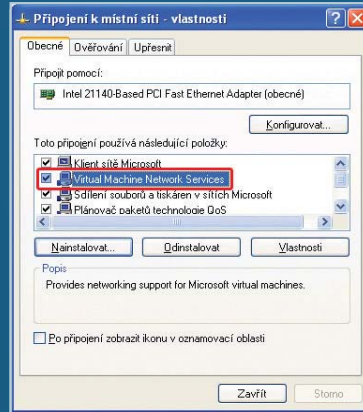 Připojení k místní síti - vlastnosti
Obecné Ověřování Upřesnit
Připojit pomocí:
Intel 21140-Based PCI Fast Ethernet Adapter (obecné)
Konfigurovat...
Toto připojení používá následující položky:
Klient sítě Microsoft
Virtual Machine Network Services
Sdílení souborů a tiskáren v sítích Microsoft
Plánovač paketů technologie QoS
Nainstalovat... Odinstalovat Vlastnosti
Popis
Provides networking support for Microsoft virtual machines.
Po připojení zobrazit ikonu v oznamovací oblasti
Zavřít Storno